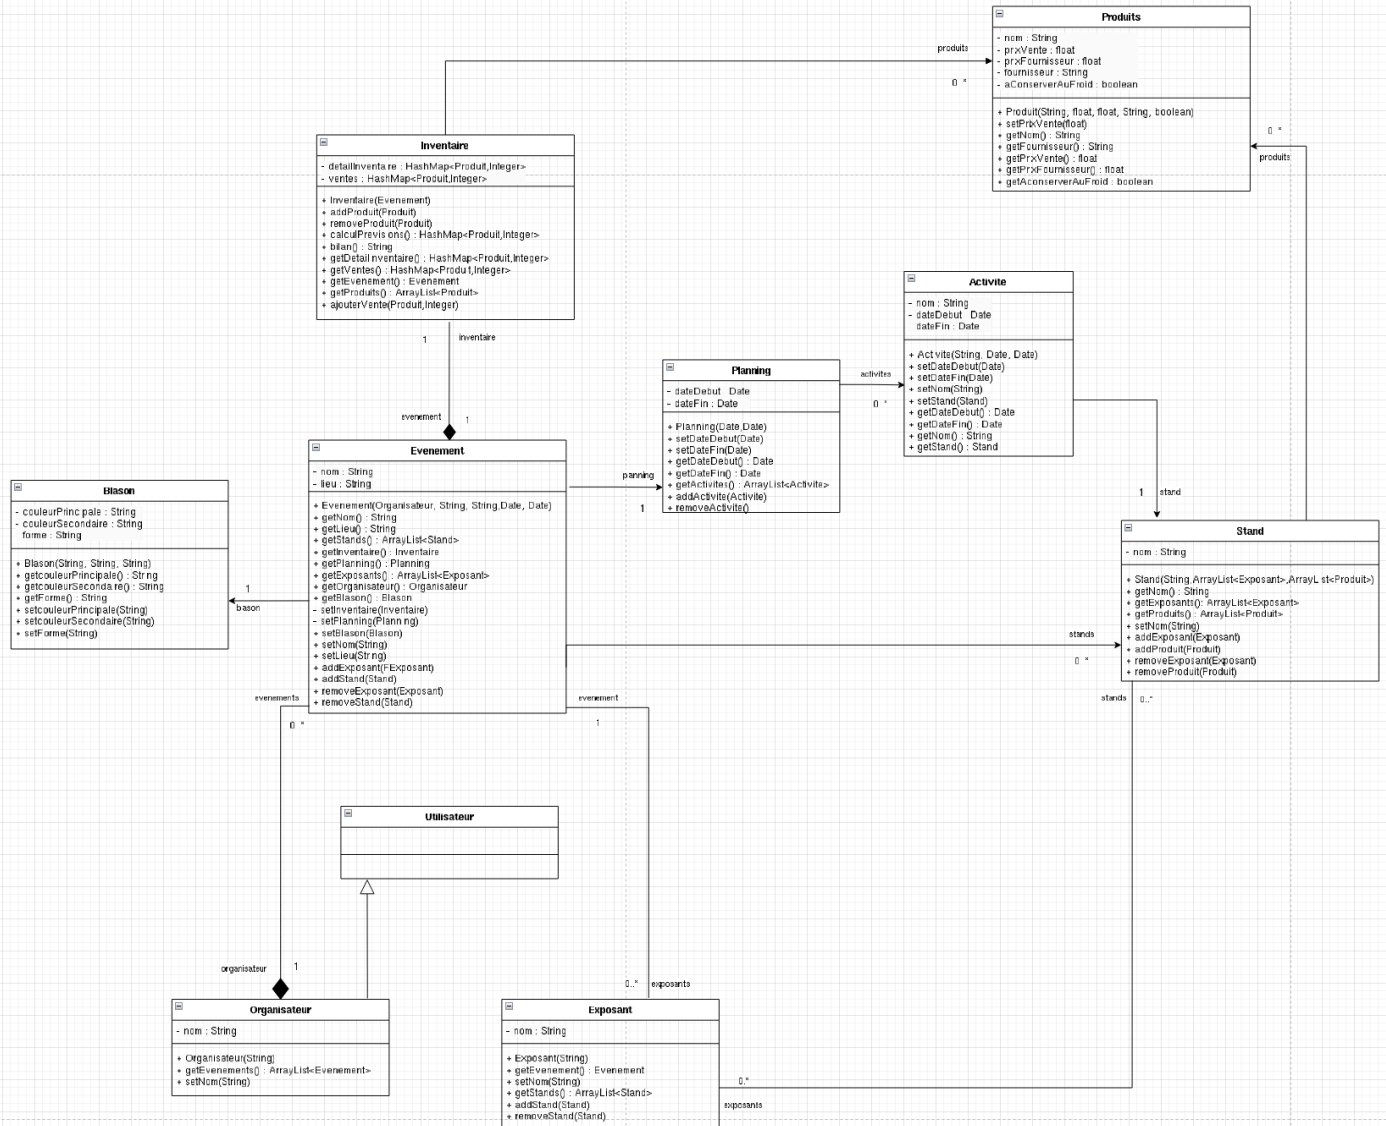 Produits
- nom : String
- prixVente : float
- prixFournisseur : float
- fournisseur : String
- aConserverAuFroid : boolean
+ Produit(String, float, float, String, boolean)
+ setPrixVente(float)
+ getNom() : String
+ getFournisseur() : String
+ getPrixVente() : float
+ getPrixFournisseur() : float
+ getAconserverAuFroid : boolean
produits
0 *
0 *
produits
Inventaire
- detailInventaire : HashMap<Produit,Integer>
- ventes : HashMap<Produit,Integer>
+ Inventaire(Evenement)
+ addProduit(Produit)
+ removeProduit(Produit)
+ calculPrevisions() : HashMap<Produit,Integer>
+ bilan() : String
+ getDetailInventaire() : HashMap<Produit,Integer>
+ getVentes() : HashMap<Produit,Integer>
+ getEvenement() : Evenement
+ getProduits() : ArrayList<Produit>
+ ajouterVente(Produit,Integer)
1
inventaire
evenement
1
Activite
- nom : String
- dateDebut Date
dateFin : Date
+ Activite(String, Date, Date)
+ setDateDebut(Date)
+ setDateFin(Date)
+ setNom(String)
+ setStand(Stand)
+ getDateDebut() : Date
+ getDateFin() : Date
+ getNom() : String
+ getStand() : Stand
Planning
- dateDebut Date
- dateFin : Date
+ Planning(Date,Date)
+ setDateDebut(Date)
+ setDateFin(Date)
+ getDateDebut() : Date
+ getDateFin() : Date
+ getActivites() : ArrayList<Activite>
+ addActivite(Activite)
+ removeActivite()
activites
0 *
planning
1
1
stand
Evenement
- nom : String
- lieu : String
+ Evenement(Organisateur, String, String,Date, Date)
+ getNom() : String
+ getLieu() : String
+ getStands() : ArrayList<Stand>
+ getInventaire() : Inventaire
+ getPlanning() : Planning
+ getExposants() : ArrayList<Exposant>
+ getOrganisateur() : Organisateur
+ getBlason() : Blason
- setInventaire(Inventaire)
- setPlanning(Planning)
+ setBlason(Blason)
+ setNom(String)
+ setLieu(String)
+ addExposant(FExposant)
+ addStand(Stand)
+ removeExposant(Exposant)
+ removeStand(Stand)
Blason
- couleurPrincipale : String
- couleurSecondaire : String
forme : String
+ Blason(String, String, String)
+ getcouleurPrincipale() : String
+ getcouleurSecondaire() : String
+ getForme() : String
+ setcouleurPrincipale(String)
+ setcouleurSecondaire(String)
+ setForme(String)
1
blason
Stand
- nom : String
+ Stand(String,ArrayList<Exposant>,ArrayList<Produit>)
+ getNom() : String
+ getExposants(): ArrayList<Exposant>
+ getProduits() : ArrayList<Produit>
+ setNom(String)
+ addExposant(Exposant)
+ addProduit(Produit)
+ removeExposant(Exposant)
+ removeProduit(Produit)
stands
0 *
stands
0..*
evenements
0 *
evenement
1
Utilisateur
organisateur
1
0..*
exposants
Organisateur
- nom : String
+ Organisateur(String)
+ getEvenements() : ArrayList<Evenement>
+ setNom(String)
Exposant
- nom : String
+ Exposant(String)
+ getEvenement() : Evenement
+ setNom(String)
+ getStands() : ArrayList<Stand>
+ addStand(Stand)
+ removeStand(Stand)
0.*
exposants